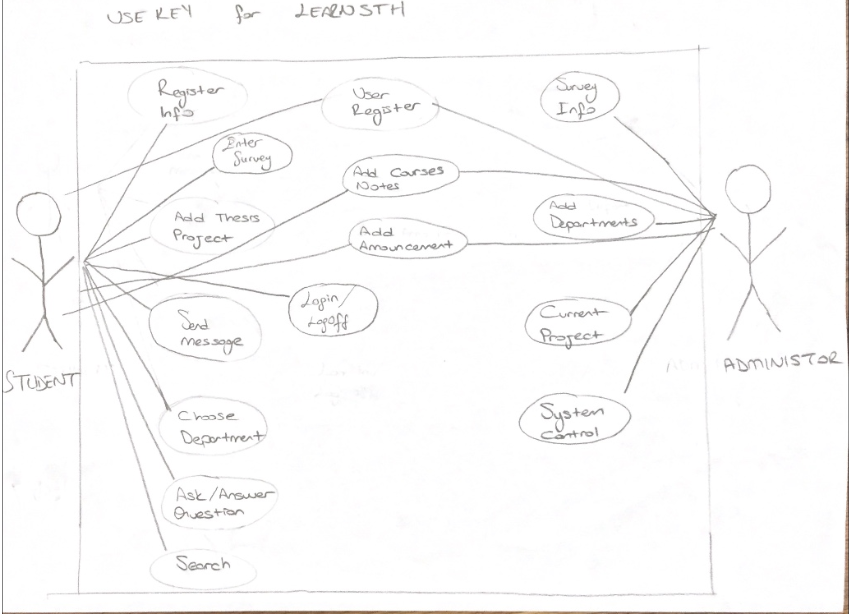 USE KEY for LEARNSTH
Register
Info
User
Register
Survey
Info
Enter
Survey
Add Courses
Notes
Add Thesis
Project
Add
Departments
Add
Anouncement
Login/
LogOff
Send
message
Current
Project
STUDENT
ADMINISTOR
Choose
Department
System
Control
Ask/Answer
Question
Search